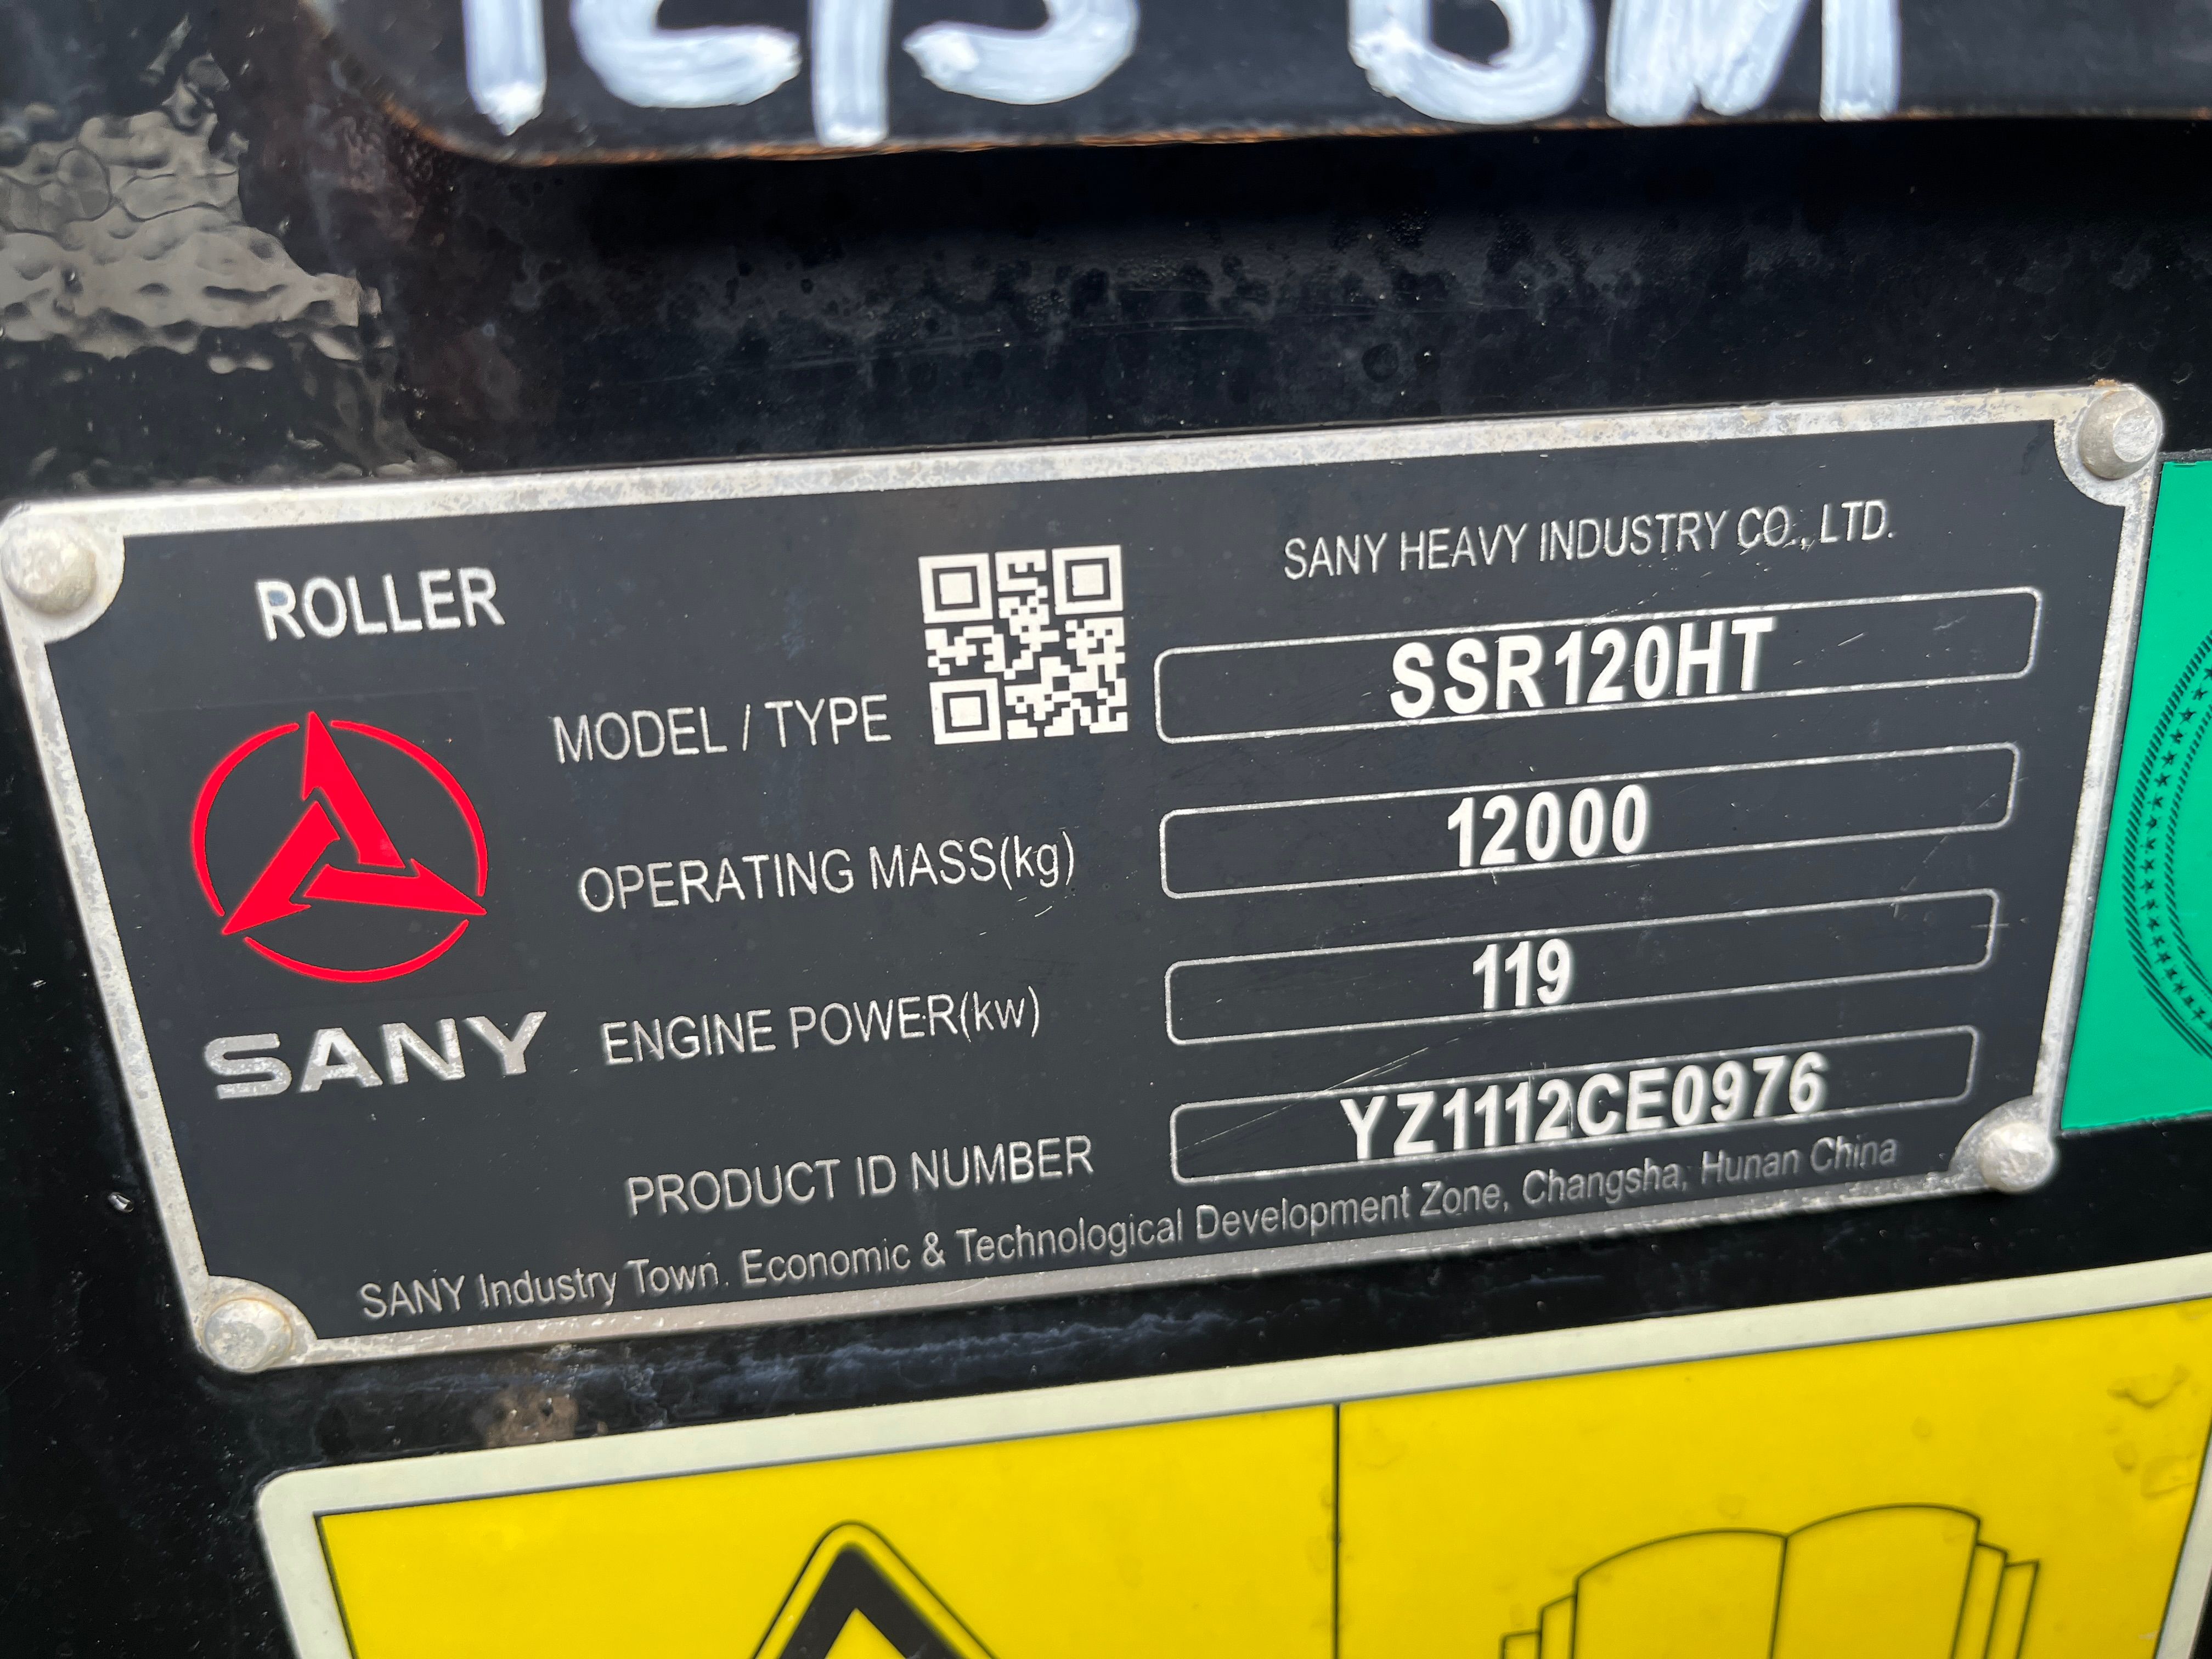 ROLLER
SANY HEAVY INDUSTRY CO.,LTD.
MODEL / TYPE SSR120HT
OPERATING MASS(kg) 12000
ENGINE POWER(kw) 119
SANY
PRODUCT ID NUMBER YZ1112CE0976
SANY Industry Town. Economic & Technological Development Zone, Changsha, Hunan China